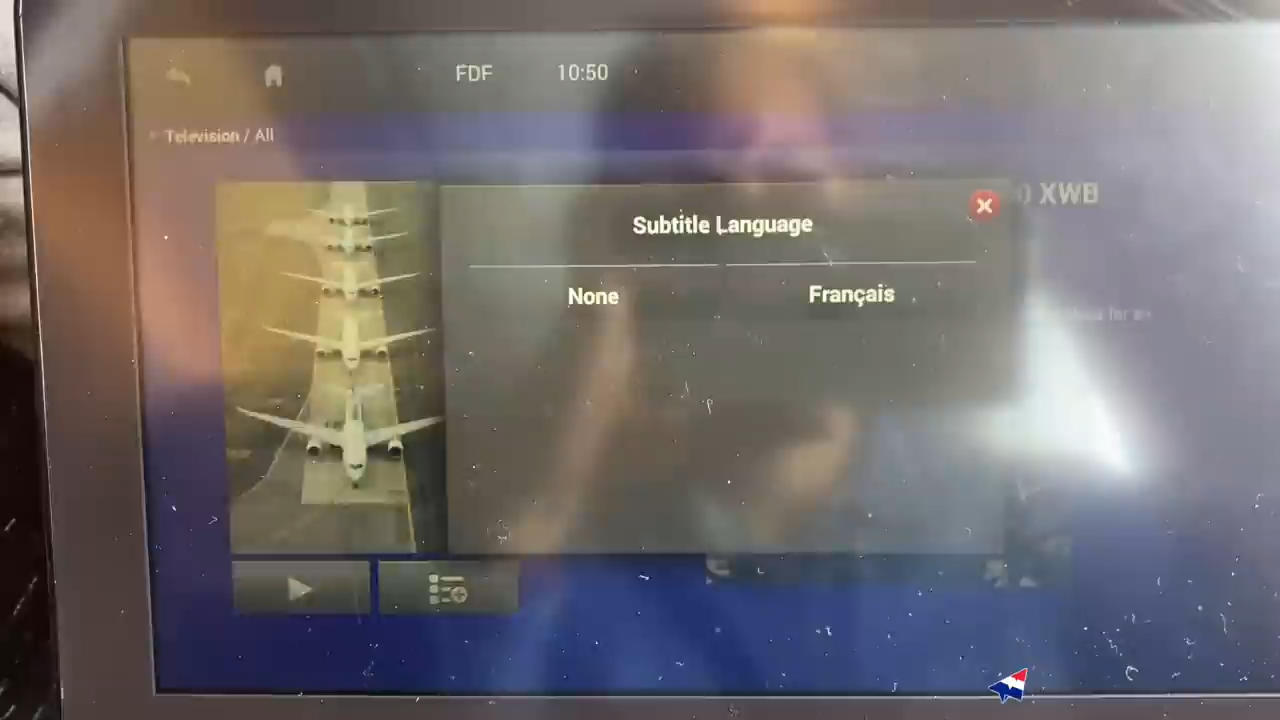 FDF 10:50
Television / All
XWB
Subtitle Language
None Français